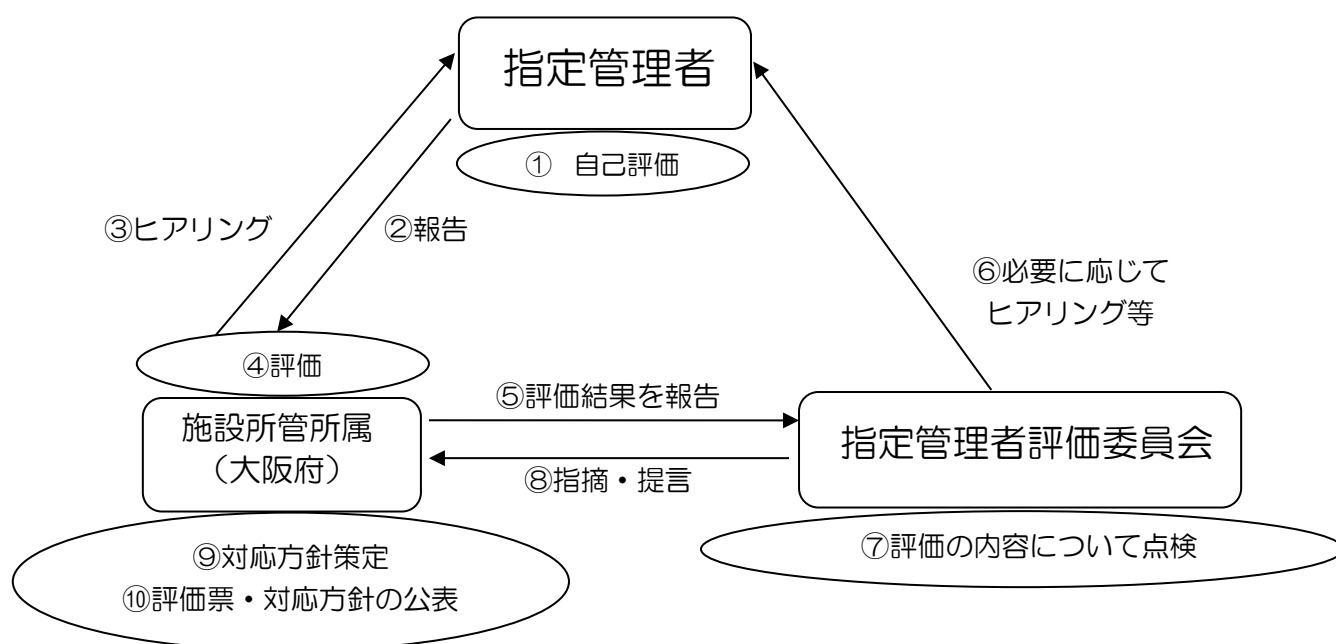 指定管理者
① 自己評価
③ヒアリング
②報告
⑥必要に応じて
ヒアリング等
④評価
⑤評価結果を報告
施設所管所属
（大阪府）
指定管理者評価委員会
⑧指摘・提言
⑨対応方針策定
⑩評価票・対応方針の公表
⑦評価の内容について点検